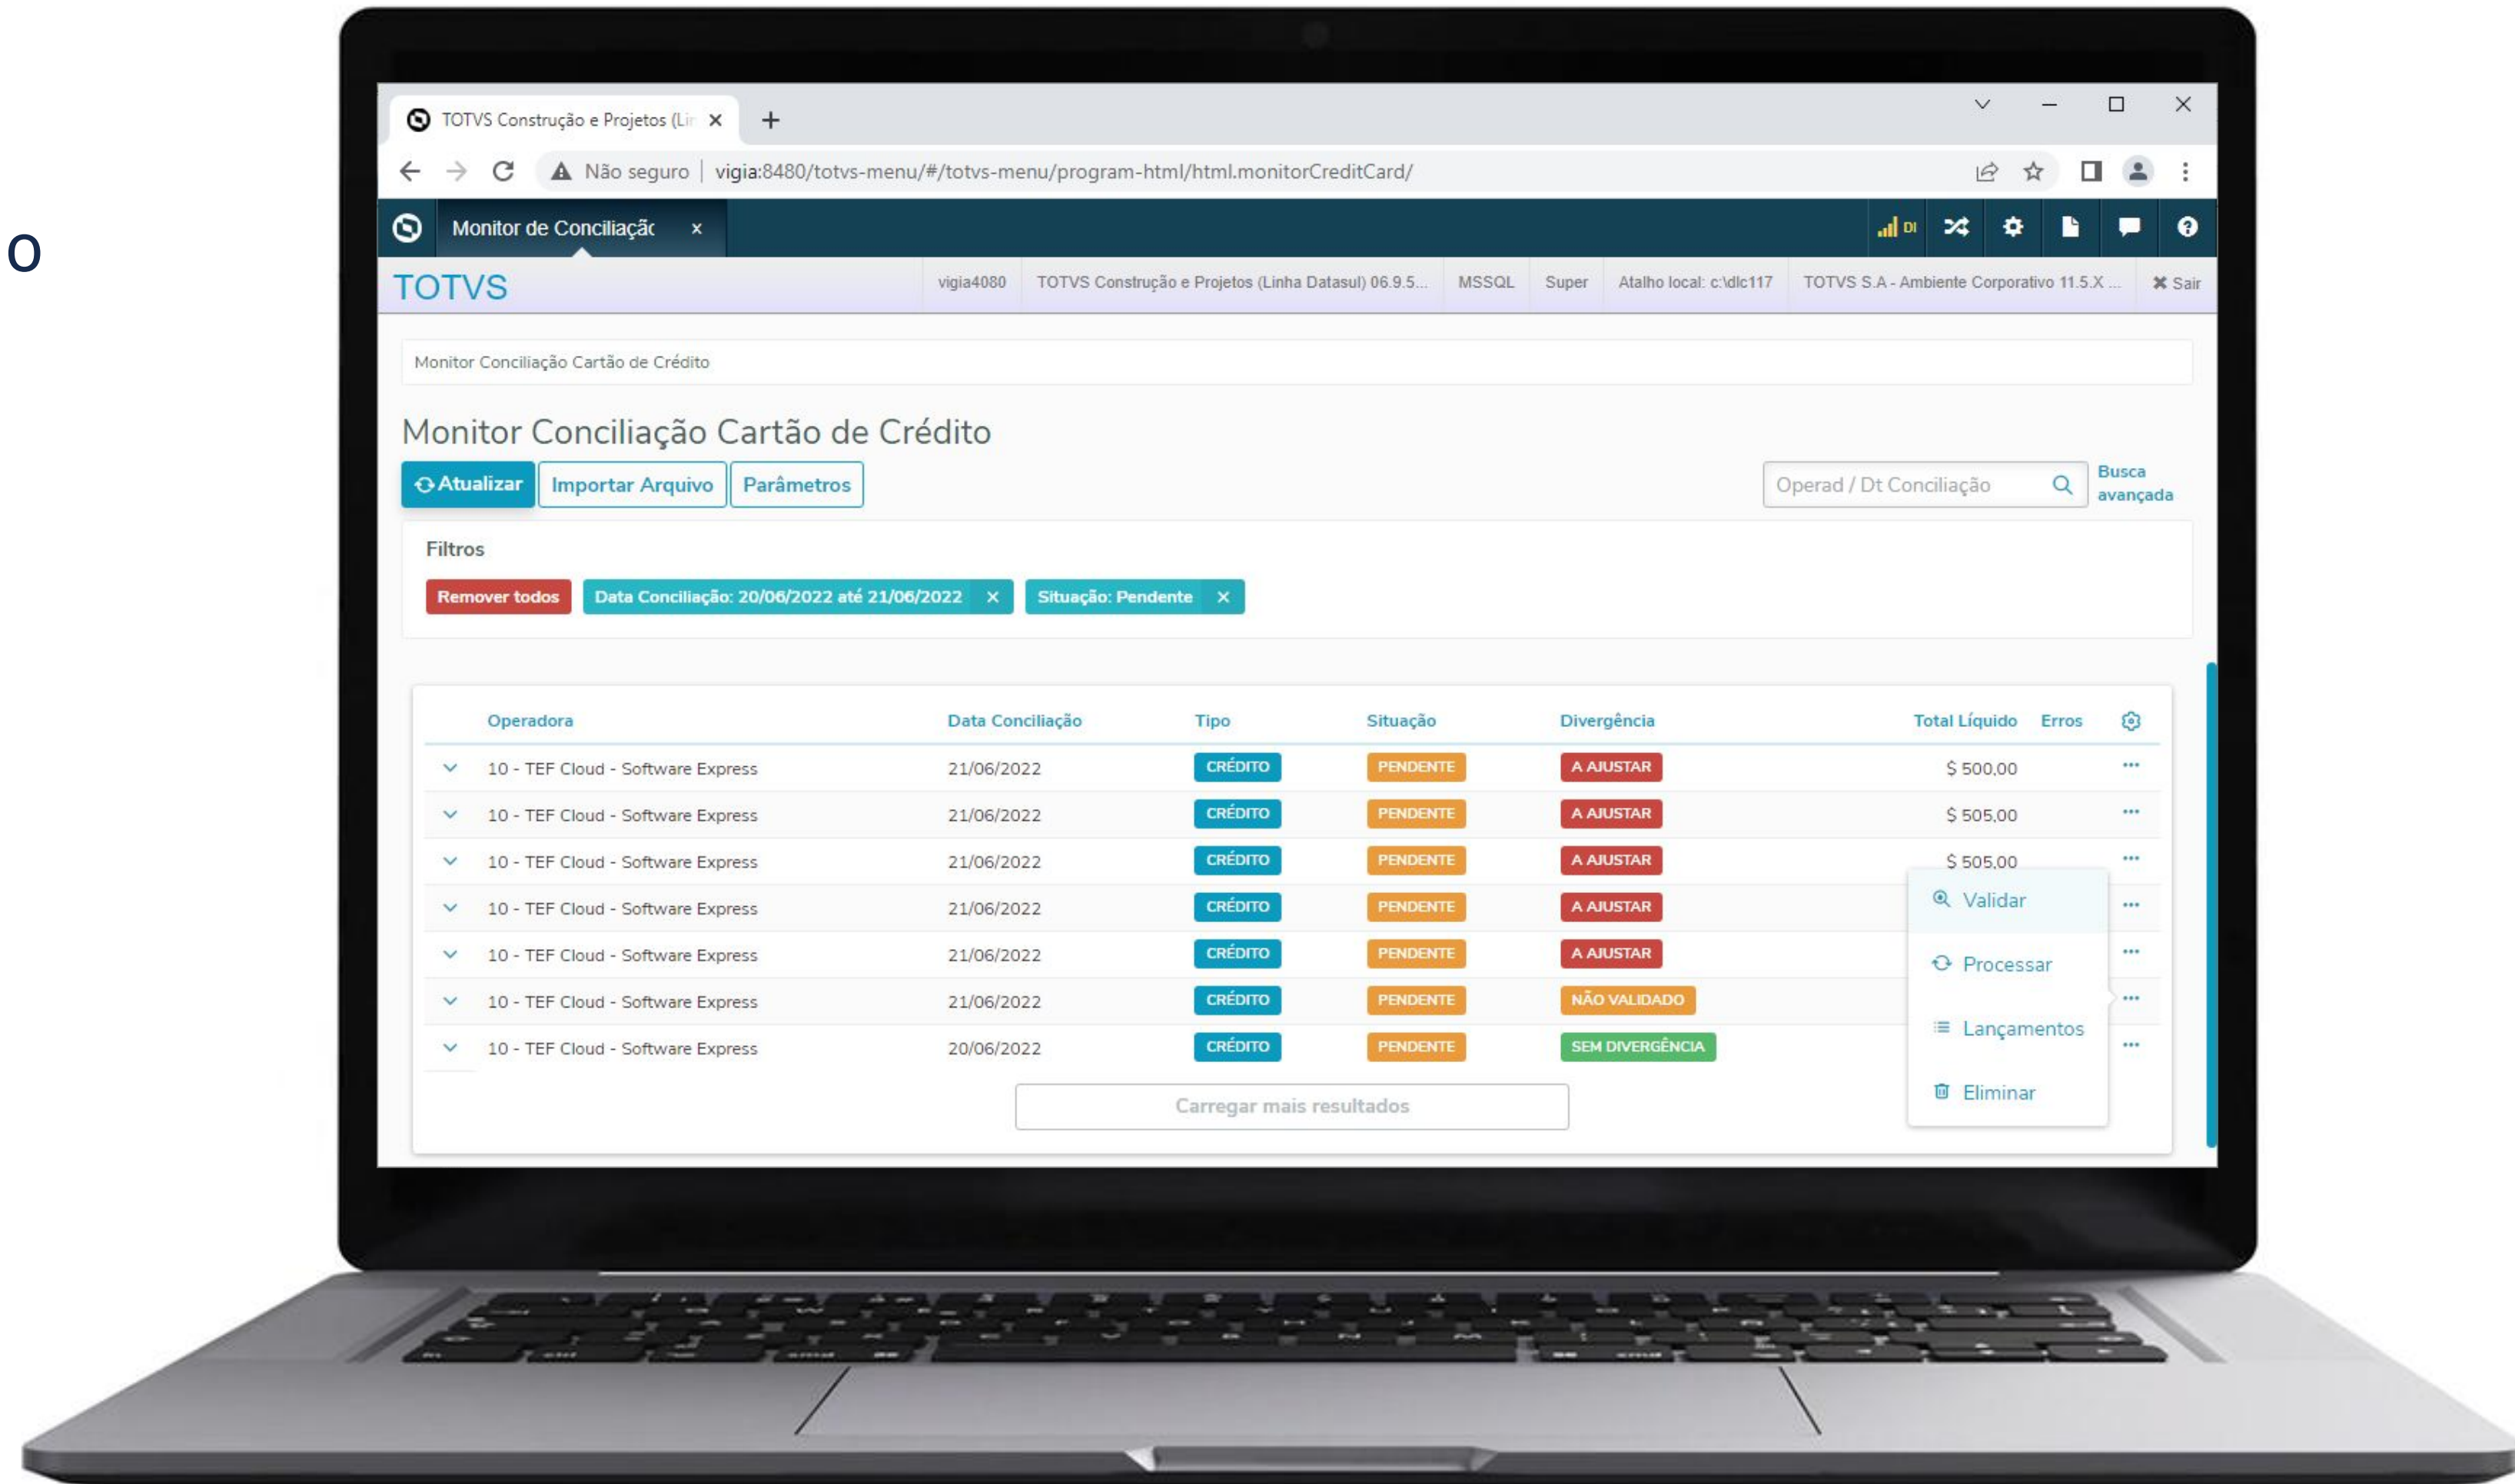 o
TOTVS Construção e Projetos (Lin
Não seguro | vigia:8480/totvs-menu/#/totvs-menu/program-html/html.monitorCreditCard/
Monitor de Conciliaçãc x
DI
TOTVS vigia4080 TOTVS Construção e Projetos (Linha Datasul) 06.9.5... MSSQL Super Atalho local: c:\dlc117 TOTVS S.A - Ambiente Corporativo 11.5.X ... Sair
Monitor Conciliação Cartão de Crédito
Monitor Conciliação Cartão de Crédito
Atualizar Importar Arquivo Parâmetros Operad / Dt Conciliação Busca avançada
Filtros
Remover todos Data Conciliação: 20/06/2022 até 21/06/2022 × Situação: Pendente ×
Operadora Data Conciliação Tipo Situação Divergência Total Líquido Erros
10 - TEF Cloud - Software Express 21/06/2022 CRÉDITO PENDENTE A AJUSTAR $ 500,00
10 - TEF Cloud - Software Express 21/06/2022 CRÉDITO PENDENTE A AJUSTAR $ 505,00
10 - TEF Cloud - Software Express 21/06/2022 CRÉDITO PENDENTE A AJUSTAR $ 505,00
10 - TEF Cloud - Software Express 21/06/2022 CRÉDITO PENDENTE A AJUSTAR
10 - TEF Cloud - Software Express 21/06/2022 CRÉDITO PENDENTE A AJUSTAR
10 - TEF Cloud - Software Express 21/06/2022 CRÉDITO PENDENTE NÃO VALIDADO
10 - TEF Cloud - Software Express 20/06/2022 CRÉDITO PENDENTE SEM DIVERGÊNCIA
Validar
Processar
Lançamentos
Eliminar
Carregar mais resultados